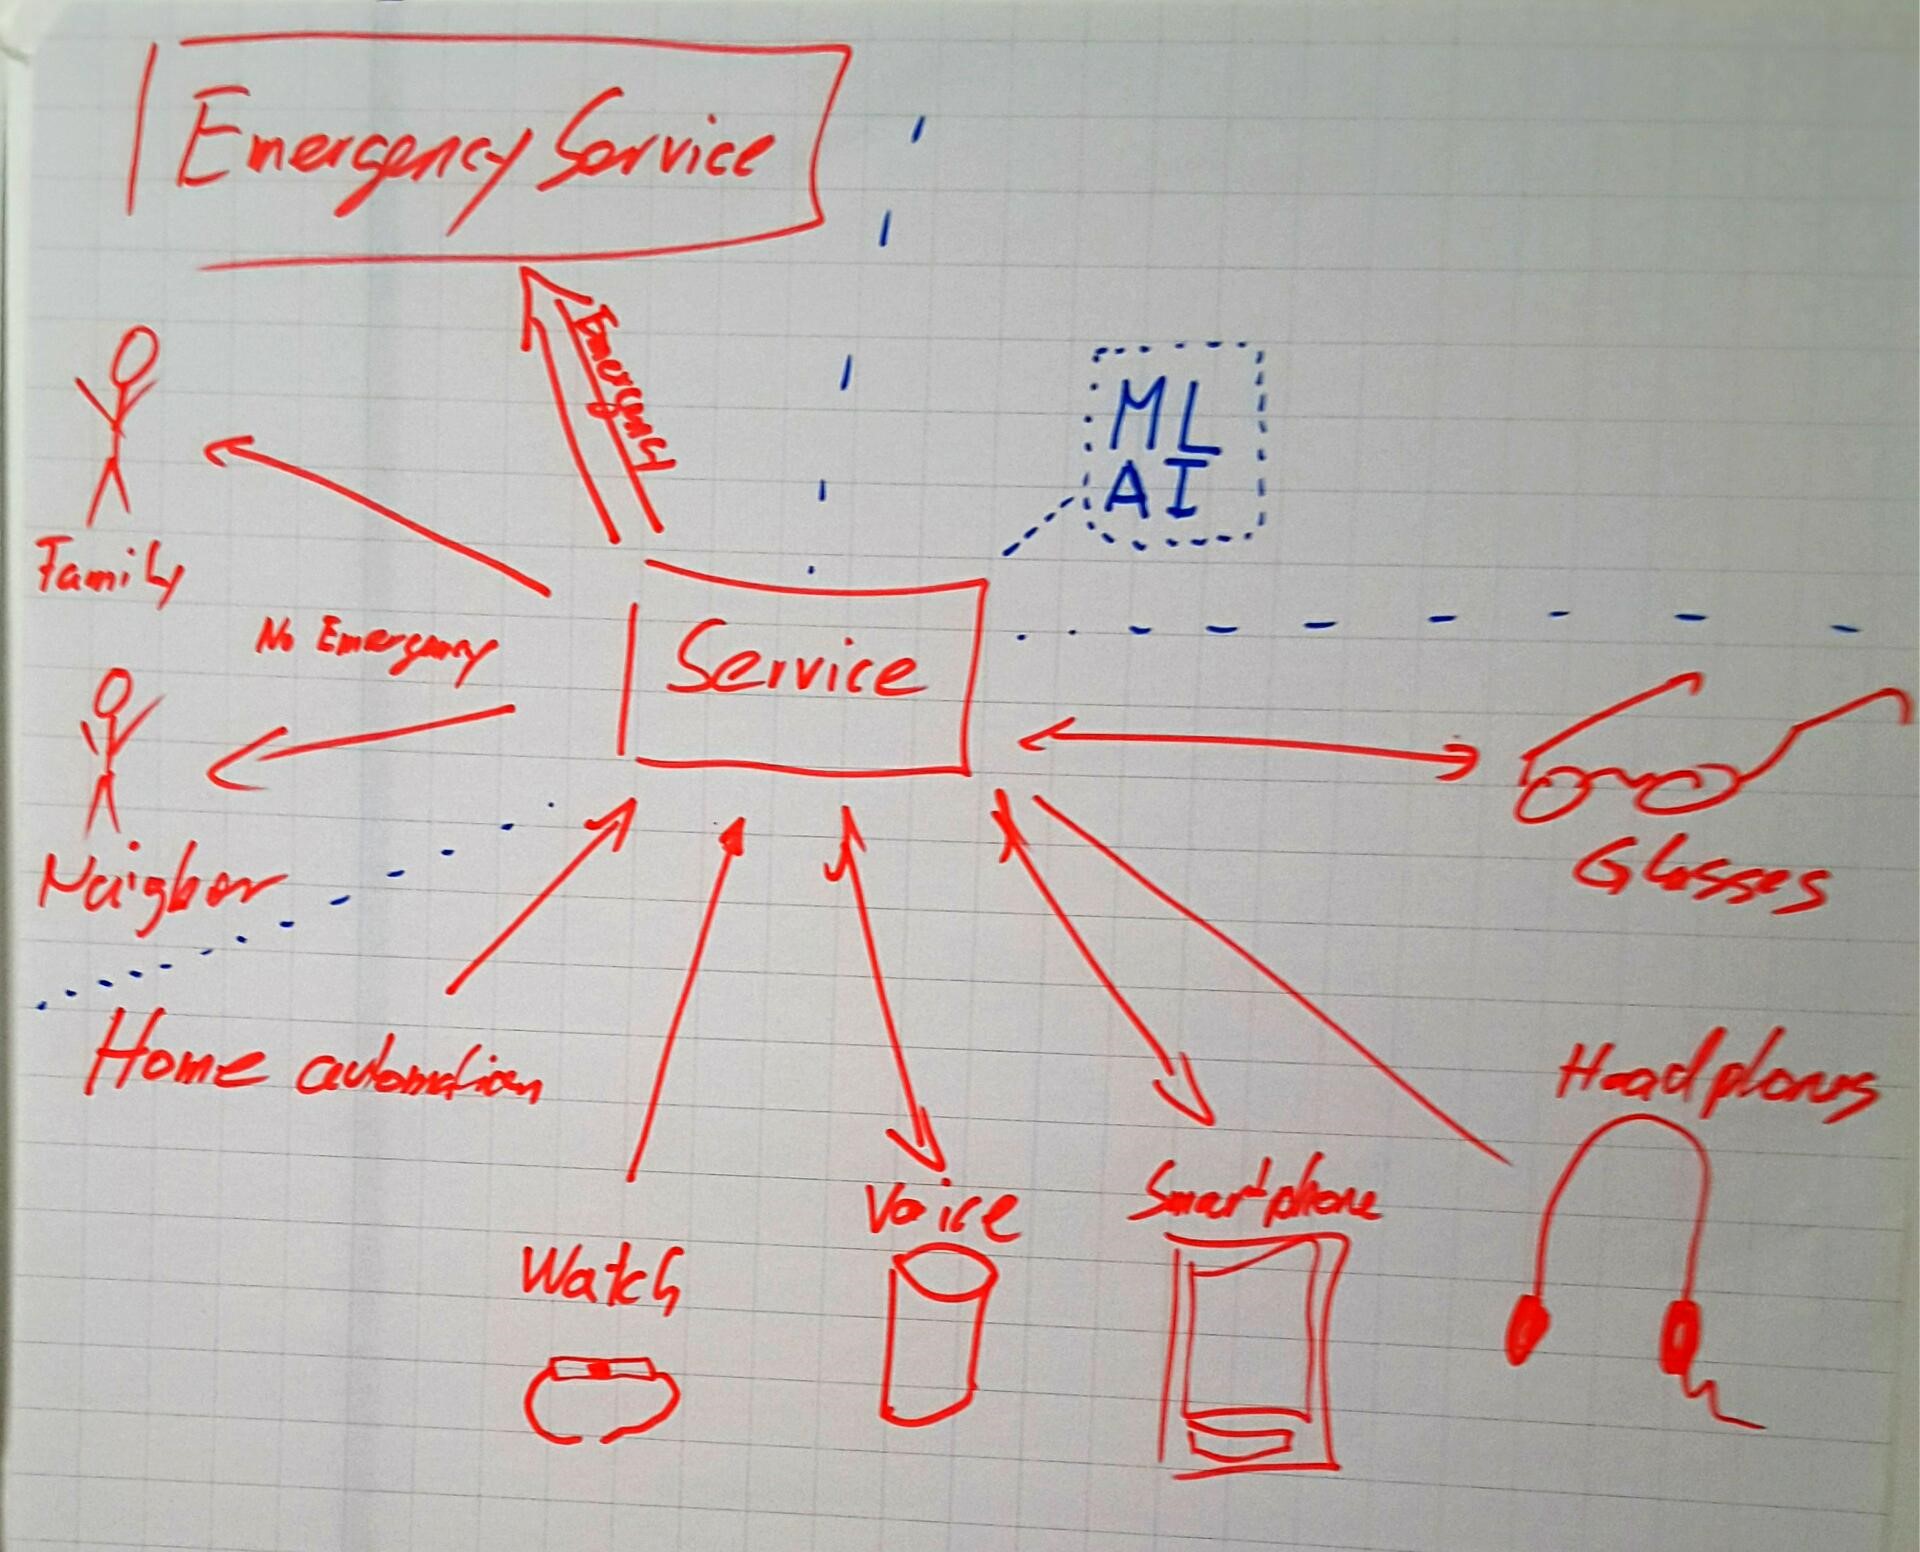 Emergency Service
Emergency
ML
AI
Family
No Emergency
Service
Neighbor
Glasses
Home automation
Headphones
Voice
Smartphone
Watch